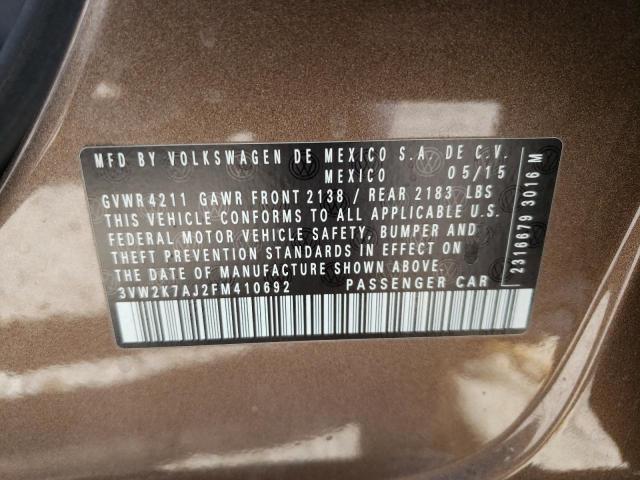 MFD BY VOLKSWAGEN DE MEXICO S.A. DE C.V.
MEXICO 05/15
GVWR 4211 GAWR FRONT 2138 / REAR 2183 LBS
THIS VEHICLE CONFORMS TO ALL APPLICABLE U.S.
FEDERAL MOTOR VEHICLE SAFETY, BUMPER AND
THEFT PREVENTION STANDARDS IN EFFECT ON
THE DATE OF MANUFACTURE SHOWN ABOVE.
3VW2K7AJ2FM410692 PASSENGER CAR
2316679 3016 M